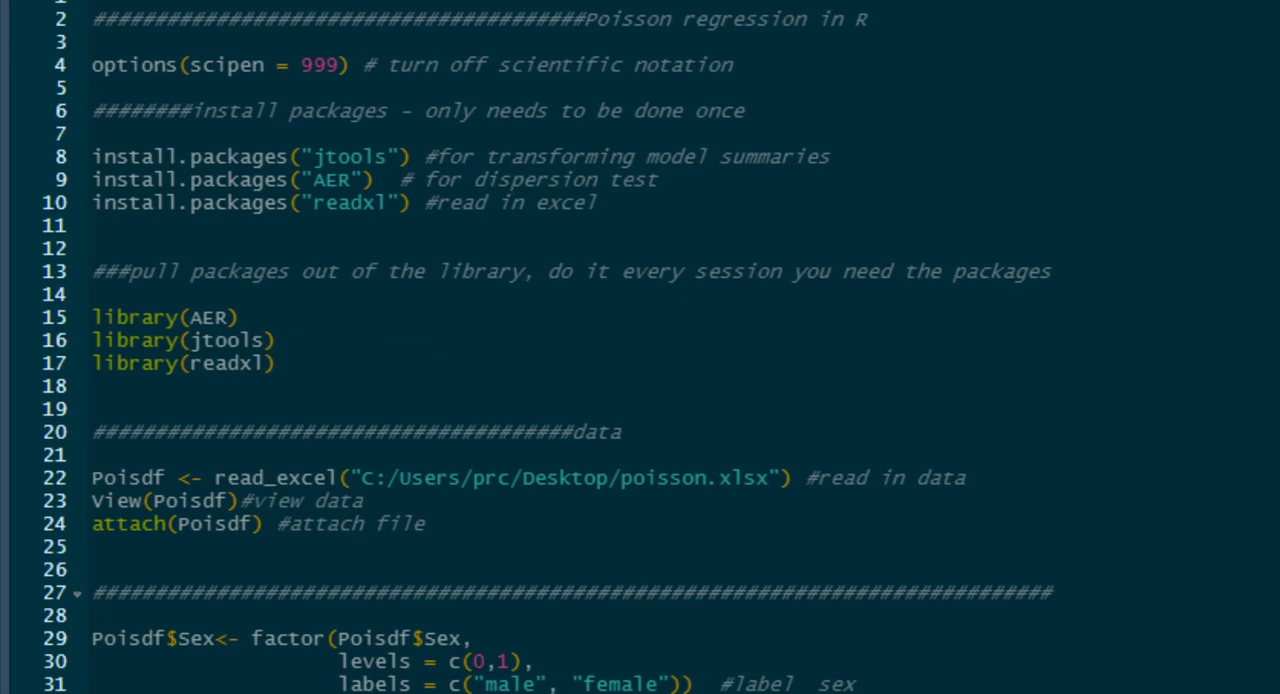 2 #######################################Poisson regression in R
3
4 options(scipen = 999) # turn off scientific notation
5
6 ########install packages - only needs to be done once
7
8 install.packages("jtools") #for transforming model summaries
9 install.packages("AER")  # for dispersion test
10 install.packages("readxl") #read in excel
11
12
13 ###pull packages out of the library, do it every session you need the packages
14
15 library(AER)
16 library(jtools)
17 library(readxl)
18
19
20 ######################################data
21
22 Poisdf <- read_excel("C:/Users/prc/Desktop/poisson.xlsx") #read in data
23 View(Poisdf)#view data
24 attach(Poisdf) #attach file
25
26
27 ##############################################################################
28
29 Poisdf$Sex<- factor(Poisdf$Sex,
30                     levels = c(0,1),
31                     labels = c("male", "female"))  #label  sex